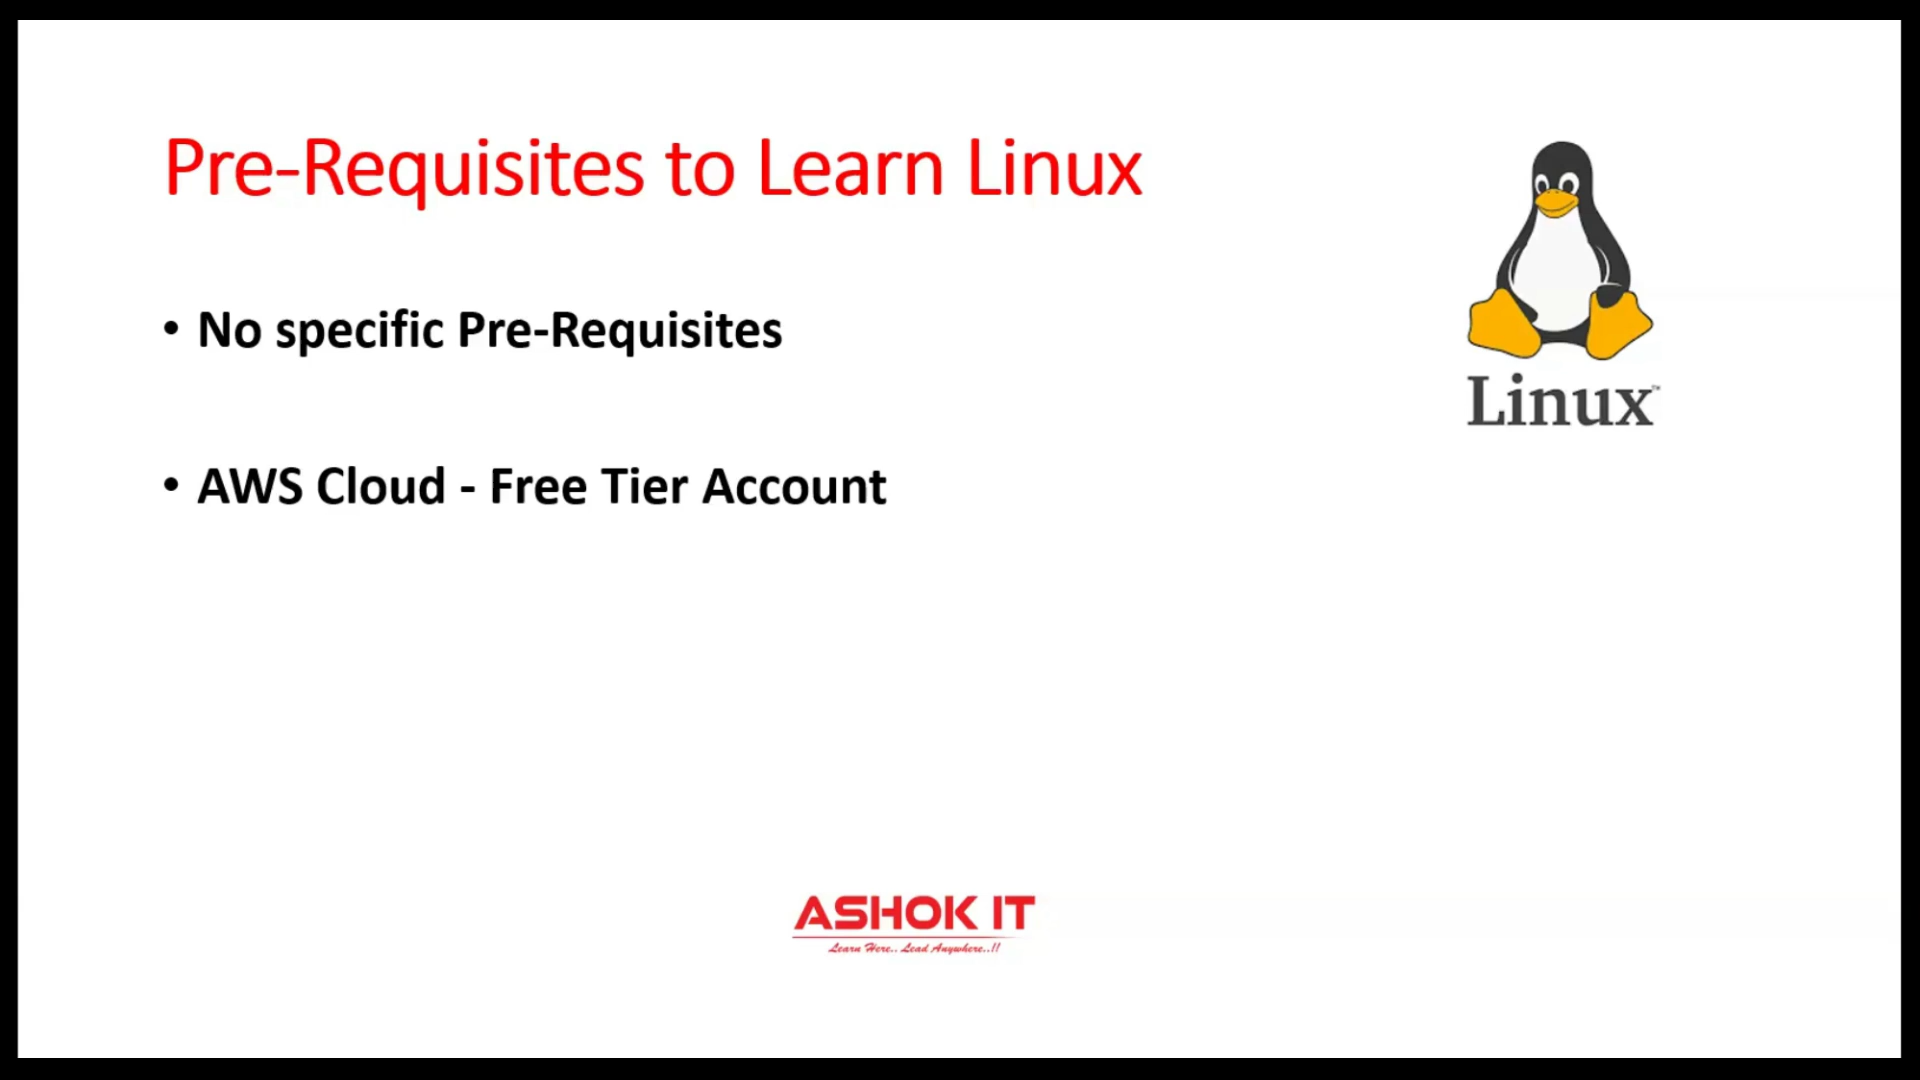 Pre-Requisites to Learn Linux
• No specific Pre-Requisites
• AWS Cloud - Free Tier Account
Linux™
ASHOK IT
Learn Here.. Lead Anywhere..!!